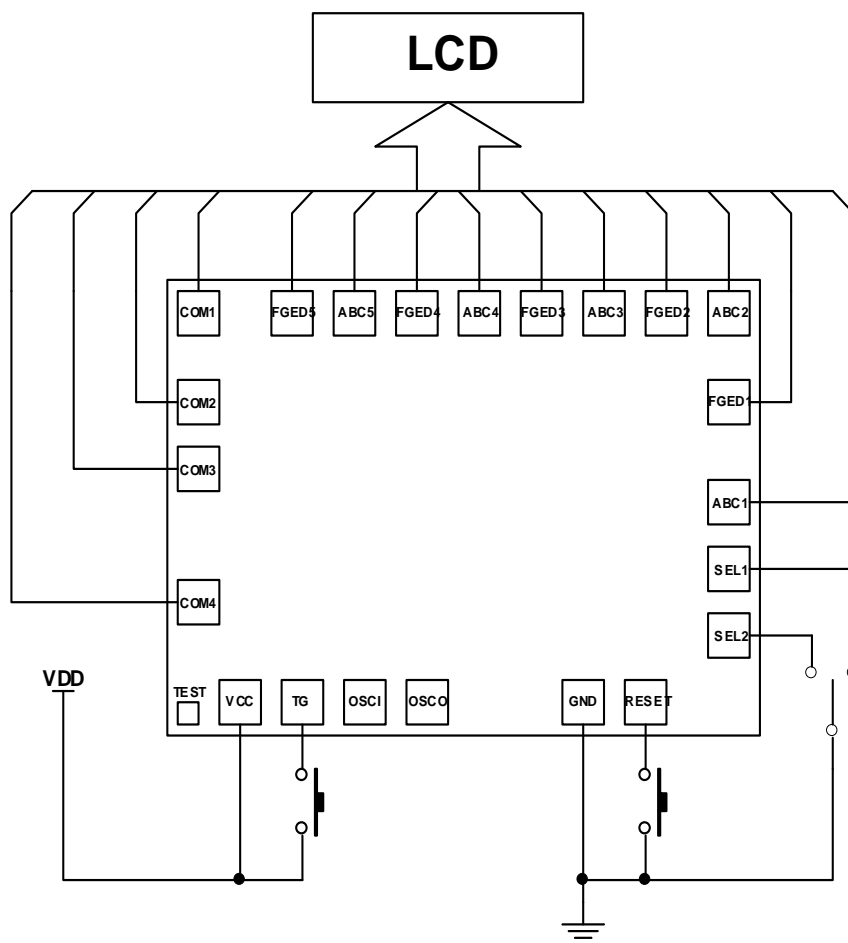 LCD
COM1 FGED5 ABC5 FGED4 ABC4 FGED3 ABC3 FGED2 ABC2
COM2 FGED1
COM3
ABC1
SEL1
COM4
SEL2
VDD
TEST VCC TG OSCI OSCO GND RESET